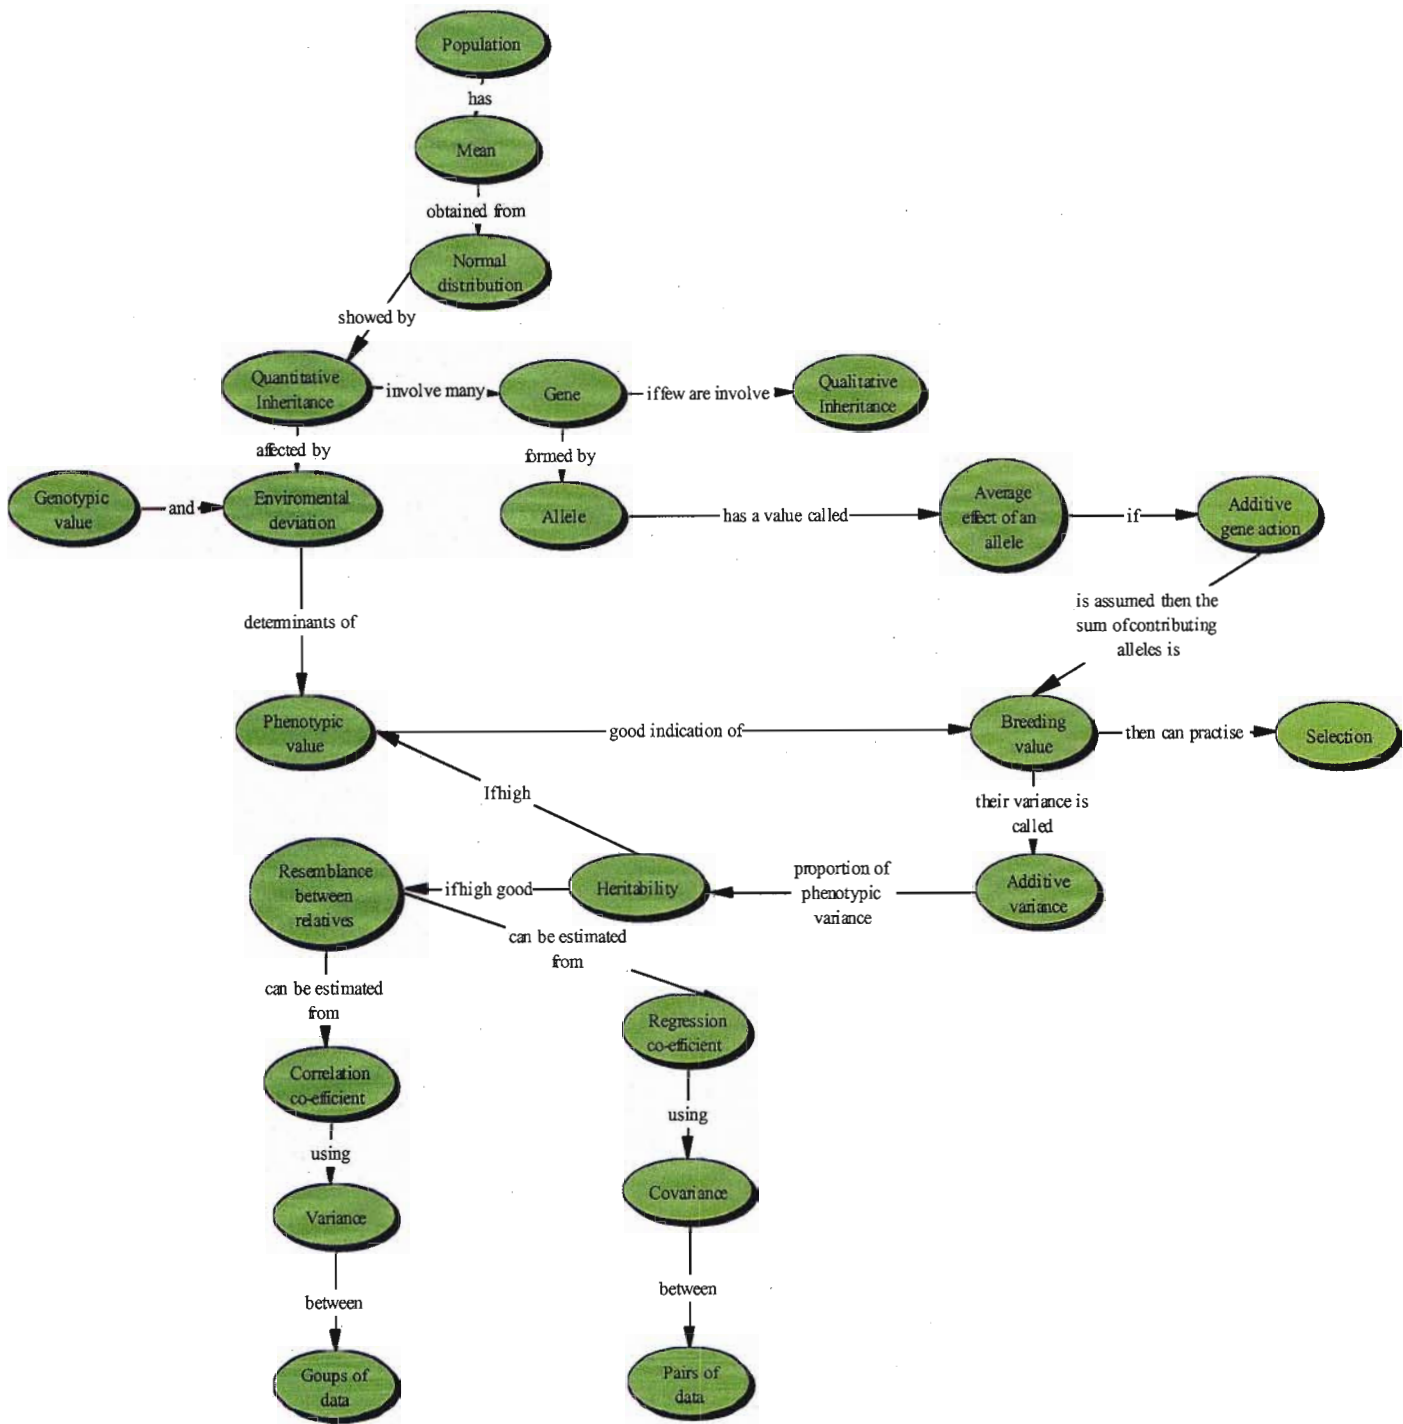 Population
has
Mean
obtained from
Normal
distribution
showed by
Quantitative
Inheritance
involve many
Gene
if few are involve
Qualitative
Inheritance
affected by
formed by
Genotypic
value
and
Enviromental
deviation
Allele
has a value called
Average
effect of an
allele
if
Additive
gene action
determinants of
is assumed then the
sum of contributing
alleles is
Phenotypic
value
good indication of
Breeding
value
then can practise
Selection
If high
their variance is
called
Resemblance
between
relatives
if high good
Heritability
proportion of
phenotypic
variance
Additive
variance
can be estimated
from
can be estimated
from
Regression
co-efficient
Correlation
co-efficient
using
using
Covariance
Variance
between
between
Goups of
data
Pairs of
data